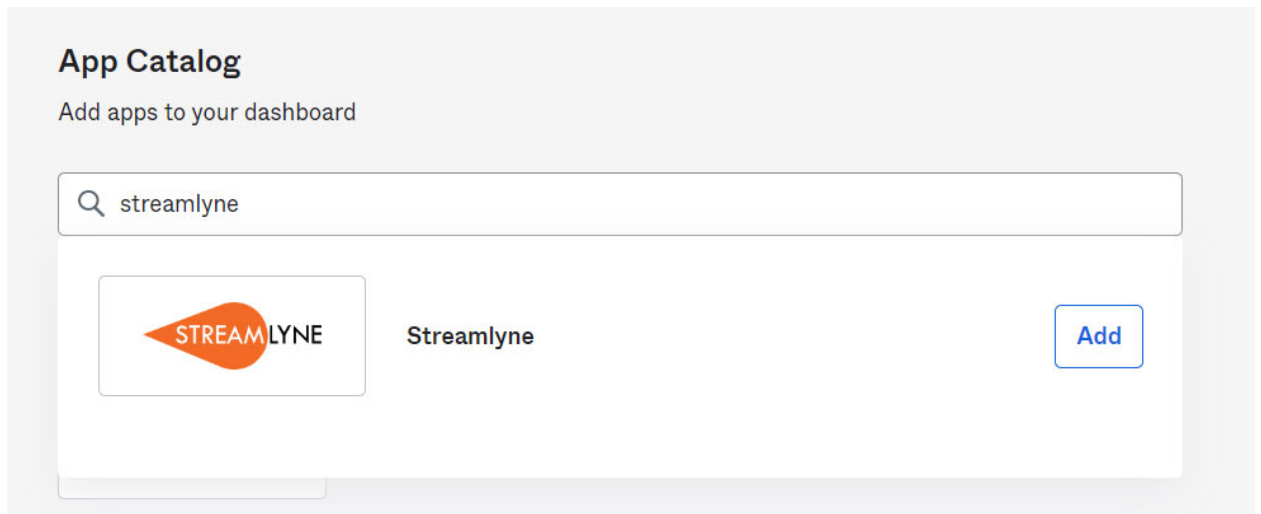 App Catalog
Add apps to your dashboard
streamlyne
STREAMLYNE
Streamlyne
Add